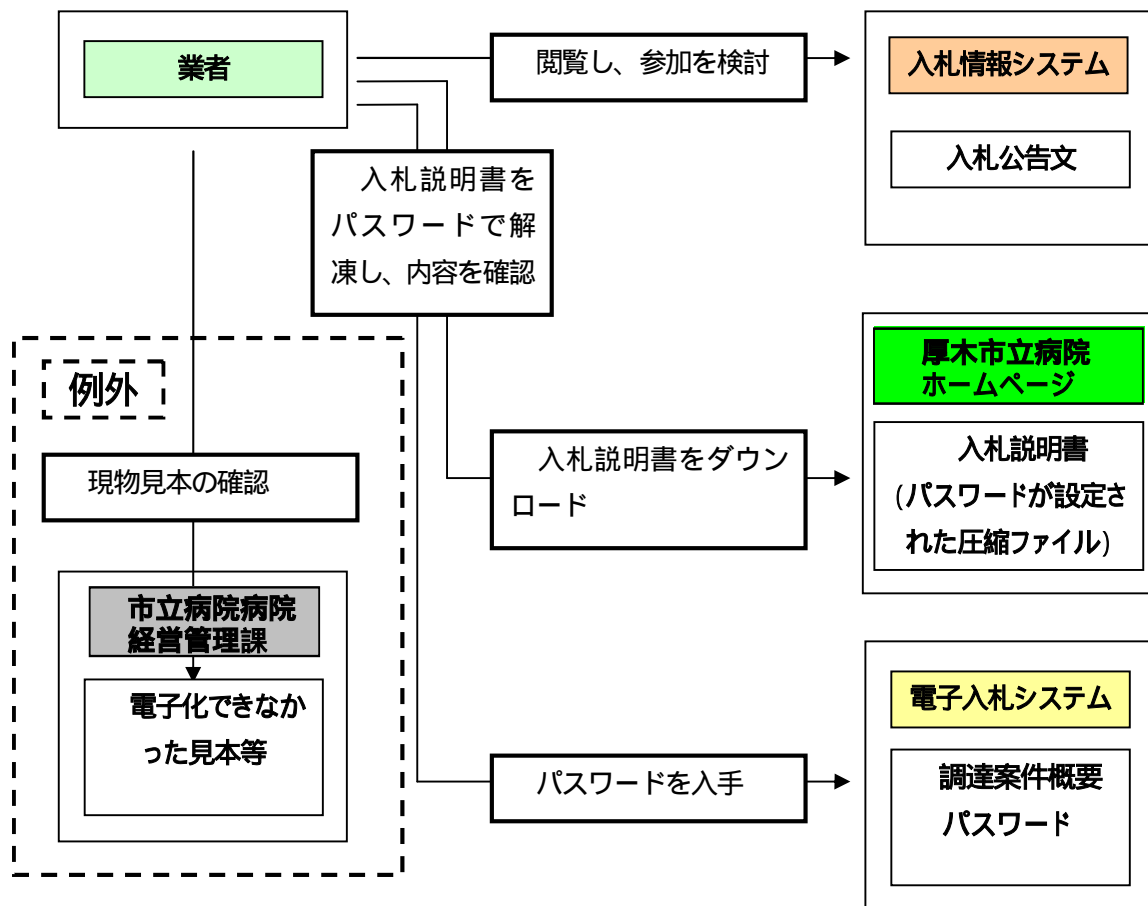 業者
閲覧し、参加を検討
入札情報システム
入札公告文
入札説明書を
パスワードで解
凍し、内容を確認
厚木市立病院
ホームページ
入札説明書
(パスワードが設定さ
れた圧縮ファイル)
入札説明書をダウン
ロード
例外
現物見本の確認
市立病院病院
経営管理課
電子化できなか
った見本等
電子入札システム
調達案件概要
パスワード
パスワードを入手